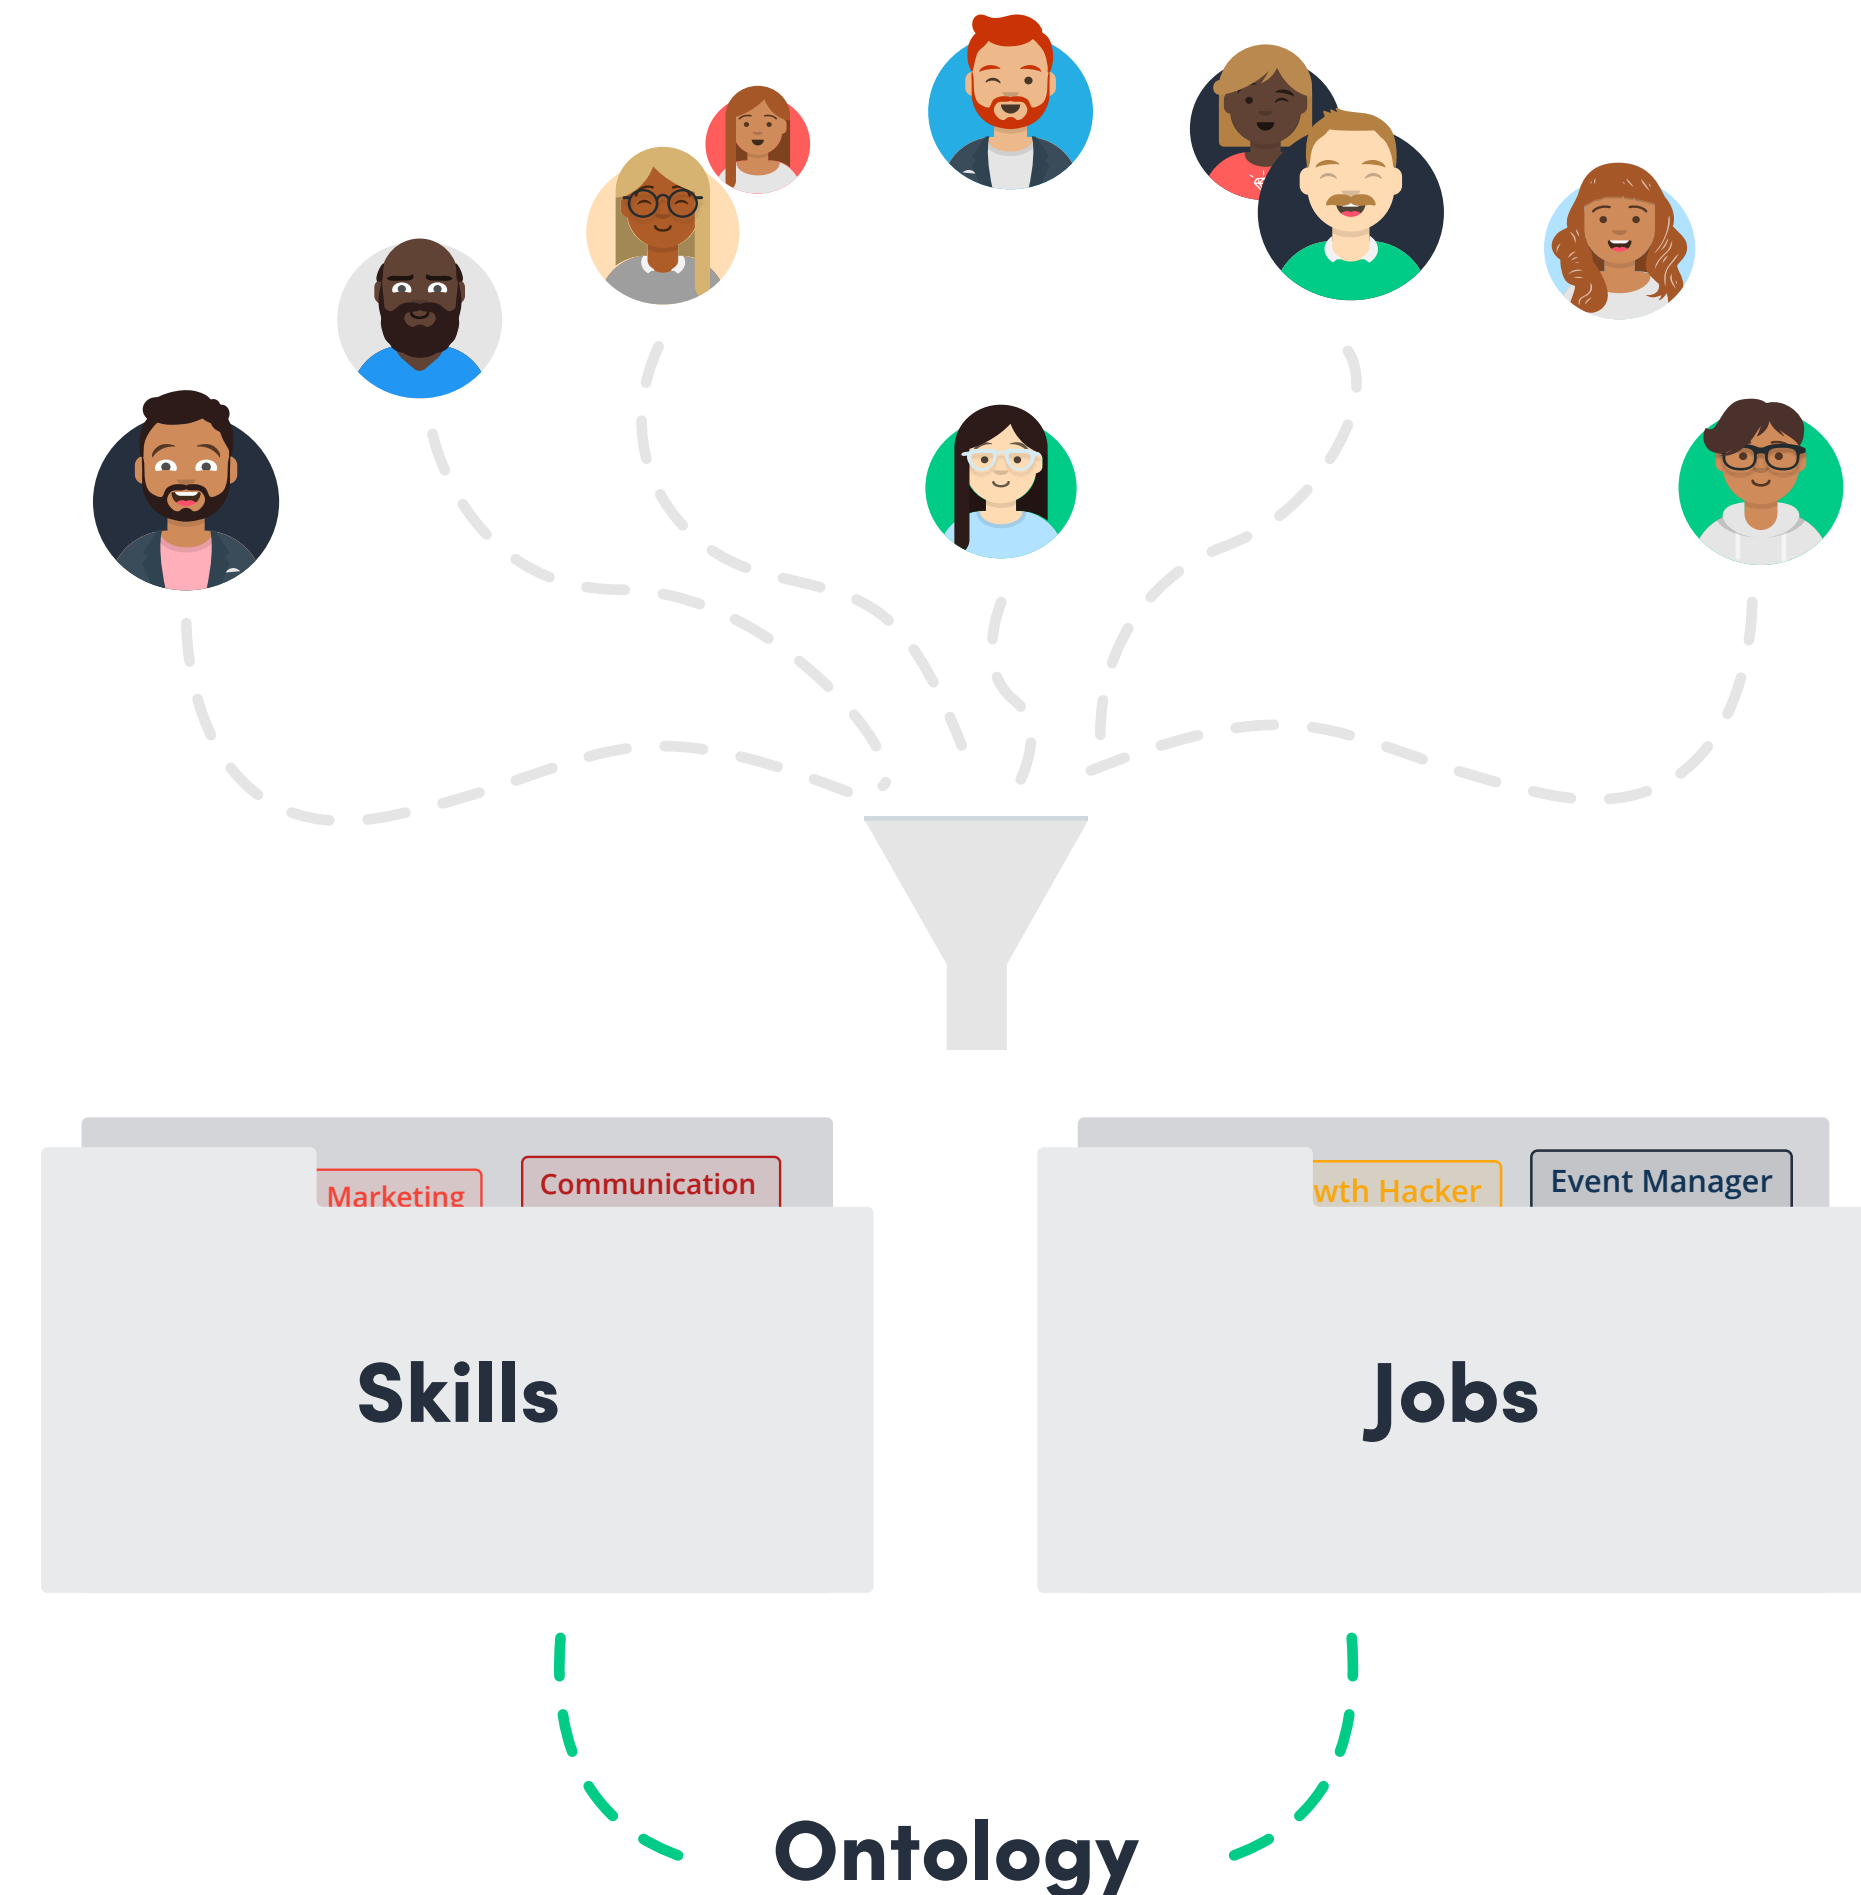 Marketing
Communication
wth Hacker
Event Manager
Skills
Jobs
Ontology